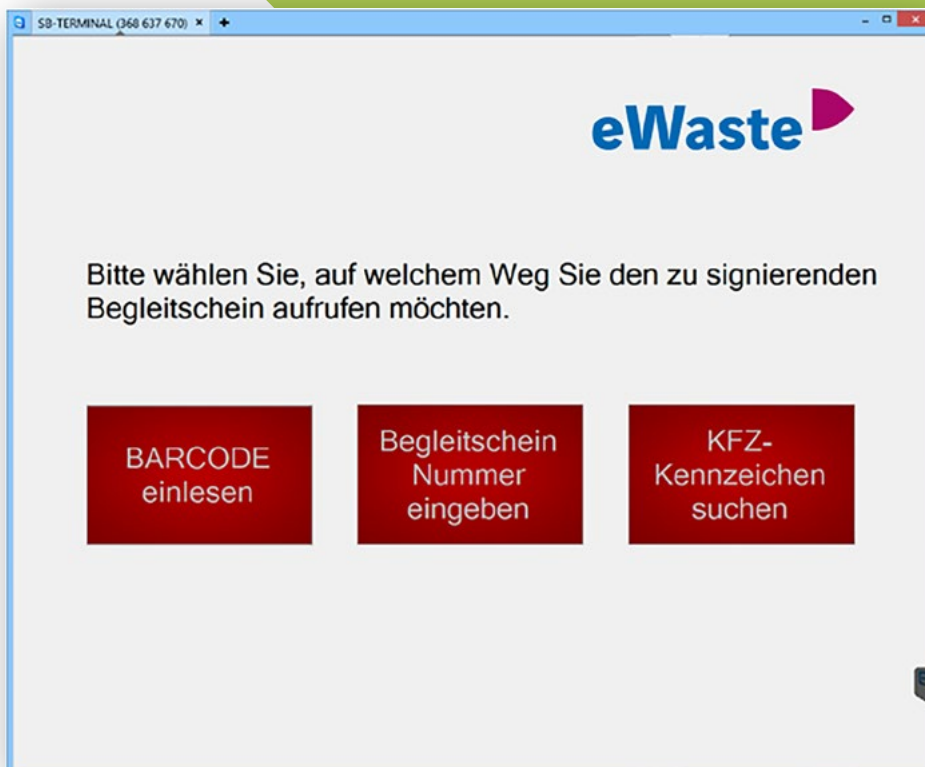 SB-TERMINAL (368 637 670)
eWaste
Bitte wählen Sie, auf welchem Weg Sie den zu signierenden
Begleitschein aufrufen möchten.
BARCODE
einlesen
Begleitschein
Nummer
eingeben
KFZ-
Kennzeichen
suchen